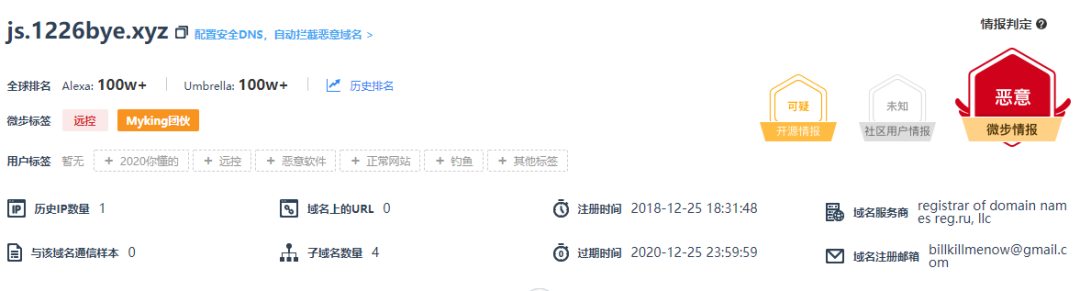 js.1226bye.xyz 配置安全DNS，自动拦截恶意域名 >
情报判定 ?
全球排名 Alexa: 100w+ Umbrella: 100w+ 历史排名
可疑 开源情报
未知 社区用户情报
恶意 微步情报
微步标签 远控 Myking团伙
用户标签 暂无 + 2020你懂的 + 远控 + 恶意软件 + 正常网站 + 钓鱼 + 其他标签
IP 历史IP数量 1
域名上的URL 0
注册时间 2018-12-25 18:31:48
域名服务商 registrar of domain nam
es reg.ru, llc
与该域名通信样本 0
子域名数量 4
过期时间 2020-12-25 23:59:59
域名注册邮箱 billkillmenow@gmail.c
om